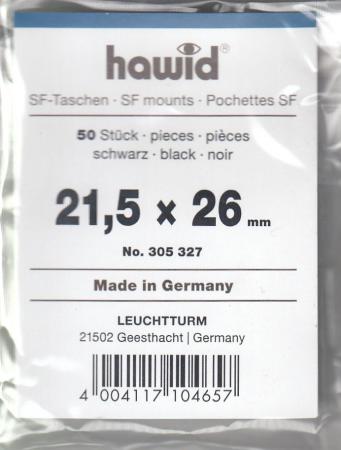 hawid®
SF-Taschen · SF mounts · Pochettes SF
50 Stück · pieces · pièces
schwarz · black · noir
21,5 x 26 mm
No. 305 327
Made in Germany
LEUCHTTURM
21502 Geesthacht | Germany
4 004117 104657